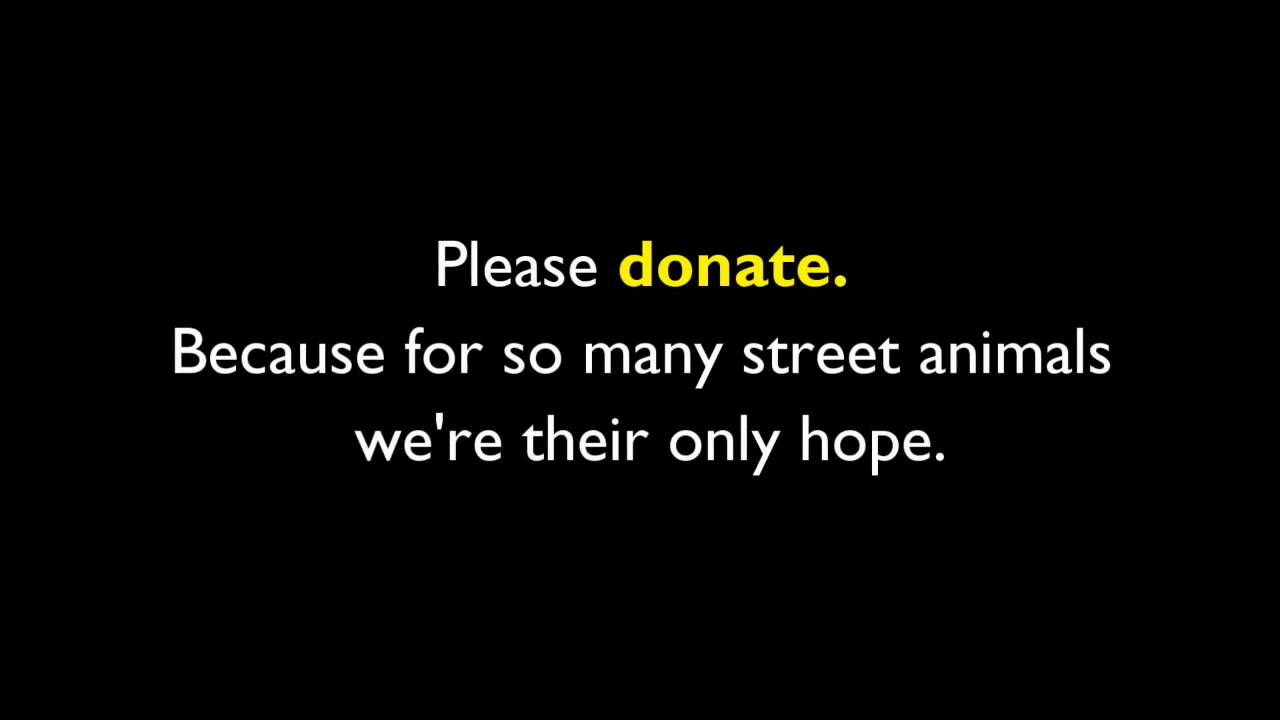 Please donate.
Because for so many street animals
we're their only hope.